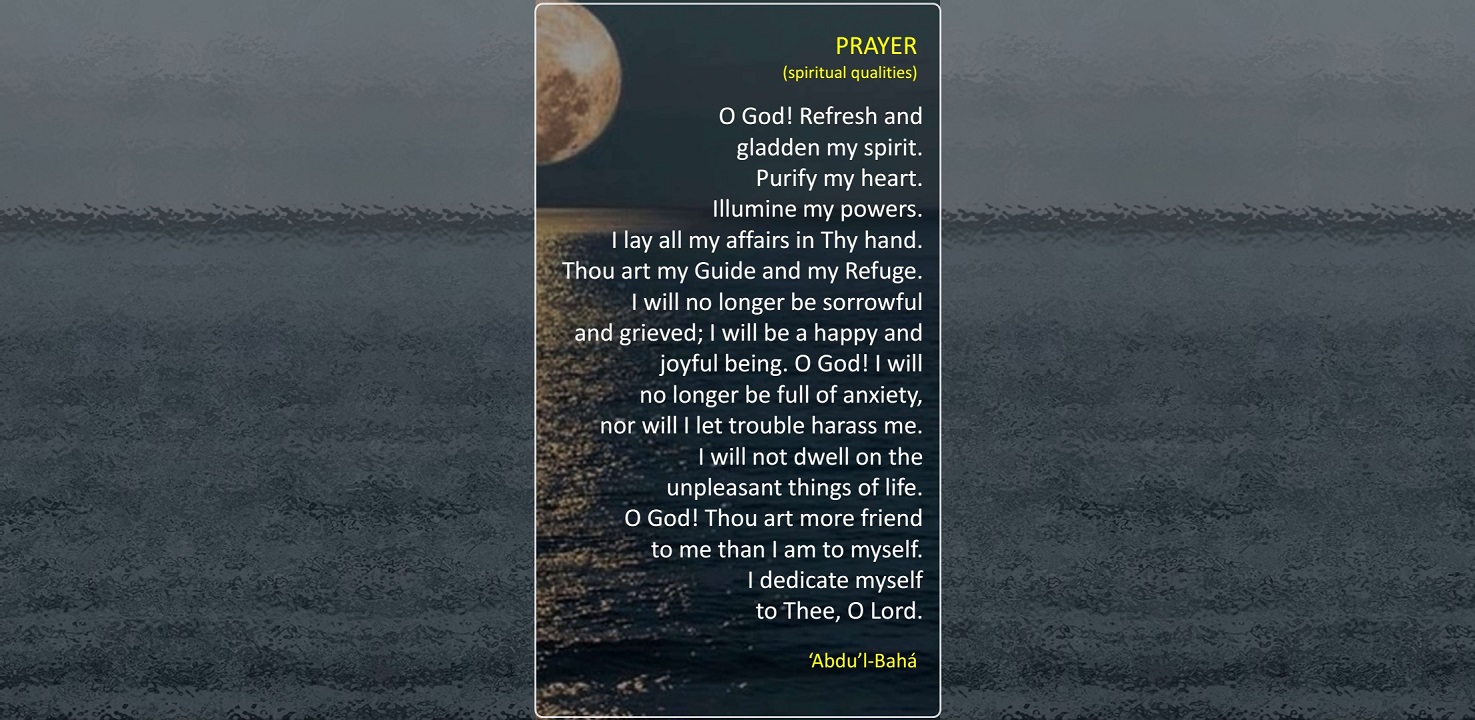 PRAYER
(spiritual qualities)
O God! Refresh and
gladden my spirit.
Purify my heart.
Illumine my powers.
I lay all my affairs in Thy hand.
Thou art my Guide and my Refuge.
I will no longer be sorrowful
and grieved; I will be a happy and
joyful being. O God! I will
no longer be full of anxiety,
nor will I let trouble harass me.
I will not dwell on the
unpleasant things of life.
O God! Thou art more friend
to me than I am to myself.
I dedicate myself
to Thee, O Lord.
‘Abdu’l-Bahá